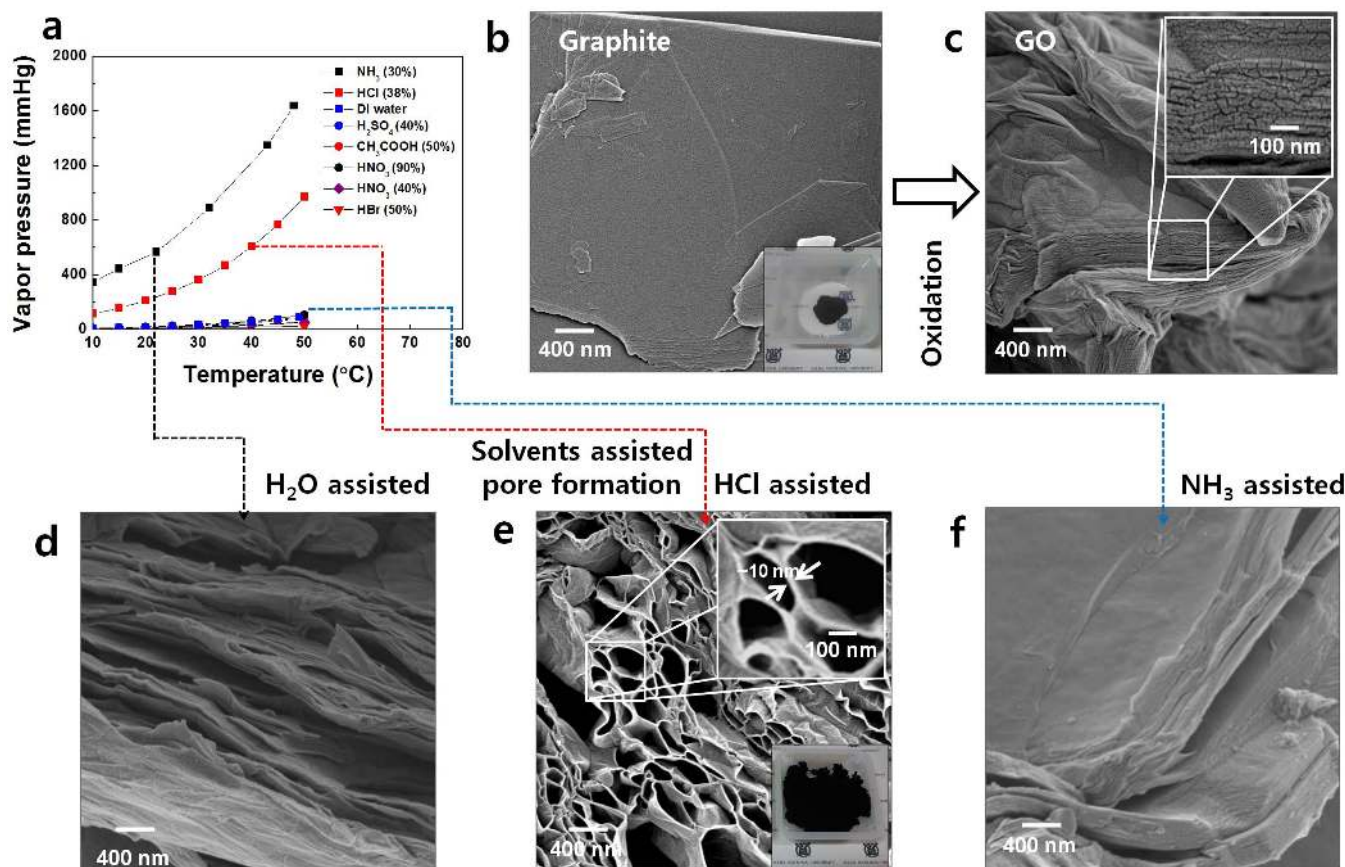 a
2000
1600
1200
800
400
0
Vapor pressure (mmHg)
10 20 30 40 50 60 70 80
Temperature (°C)
NH₃ (30%)
HCl (38%)
DI water
H₂SO₄ (40%)
CH₃COOH (50%)
HNO₃ (90%)
HNO₃ (40%)
HBr (50%)
b
Graphite
400 nm
Oxidation
c
GO
100 nm
400 nm
Solvents assisted
pore formation
H₂O assisted
HCl assisted
NH₃ assisted
d
400 nm
e
~10 nm
100 nm
400 nm
f
400 nm